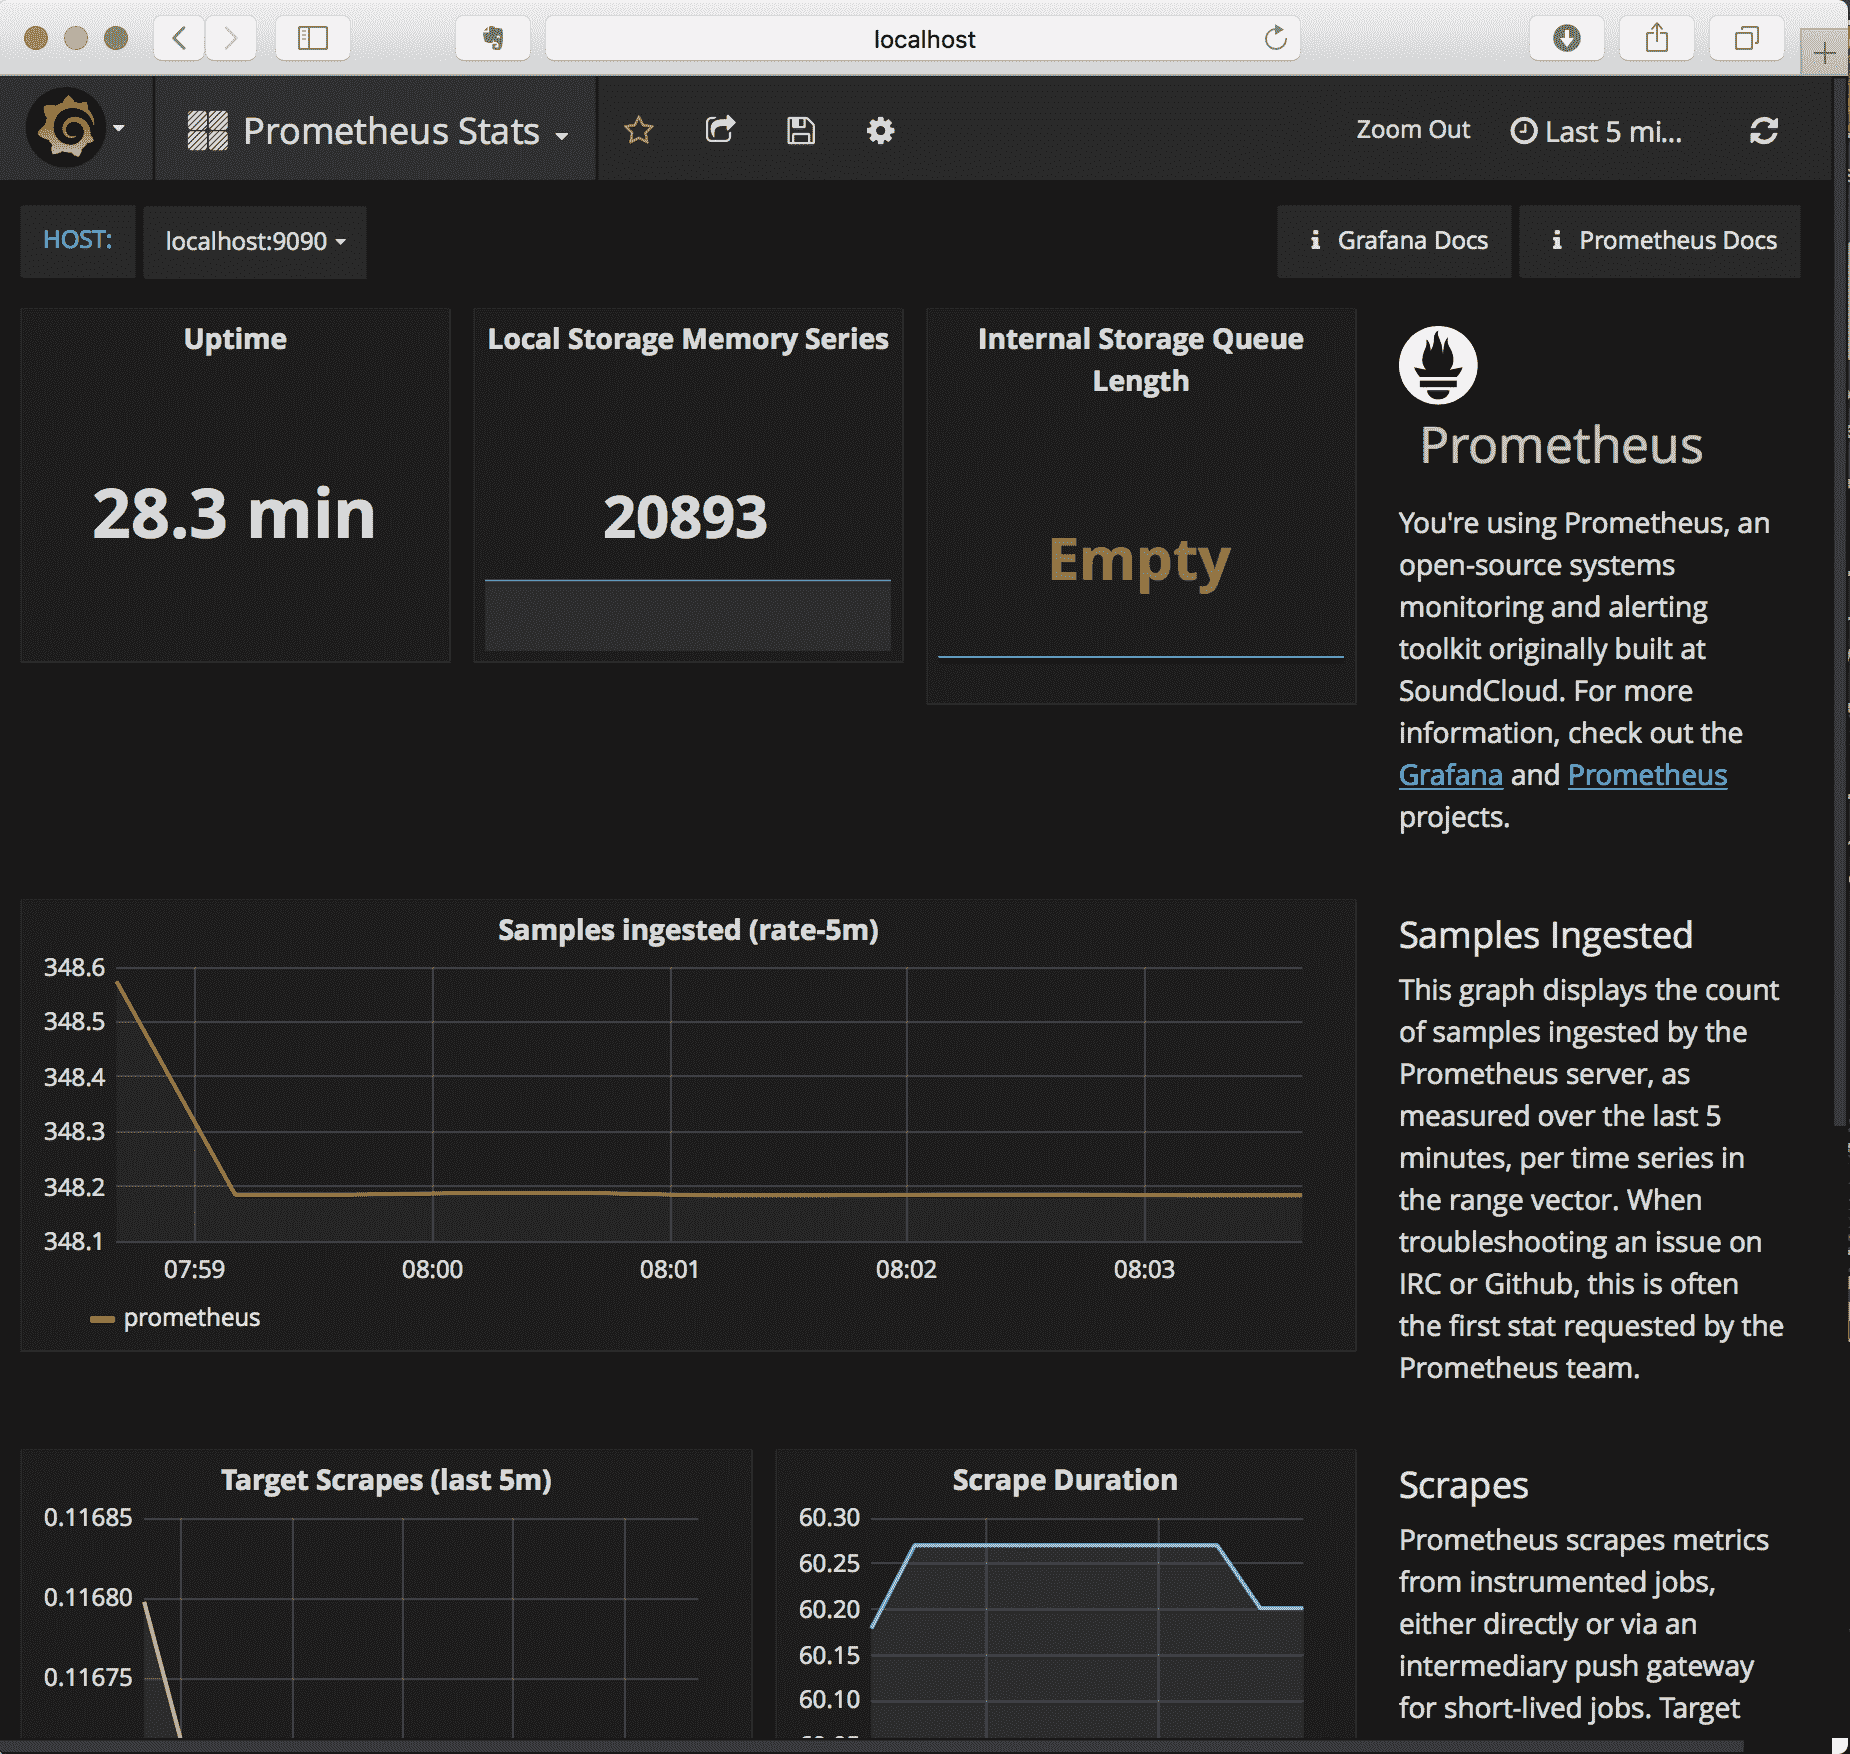 localhost
Prometheus Stats
Zoom Out
Last 5 mi...
HOST:
localhost:9090
i Grafana Docs
i Prometheus Docs
Uptime
28.3 min
Local Storage Memory Series
20893
Internal Storage Queue
Length
Empty
Prometheus
You're using Prometheus, an
open-source systems
monitoring and alerting
toolkit originally built at
SoundCloud. For more
information, check out the
Grafana and Prometheus
projects.
Samples ingested (rate-5m)
348.6
348.5
348.4
348.3
348.2
348.1
07:59 08:00 08:01 08:02 08:03
prometheus
Samples Ingested
This graph displays the count
of samples ingested by the
Prometheus server, as
measured over the last 5
minutes, per time series in
the range vector. When
troubleshooting an issue on
IRC or Github, this is often
the first stat requested by the
Prometheus team.
Target Scrapes (last 5m)
0.11685
0.11680
0.11675
Scrape Duration
60.30
60.25
60.20
60.15
60.10
Scrapes
Prometheus scrapes metrics
from instrumented jobs,
either directly or via an
intermediary push gateway
for short-lived jobs. Target